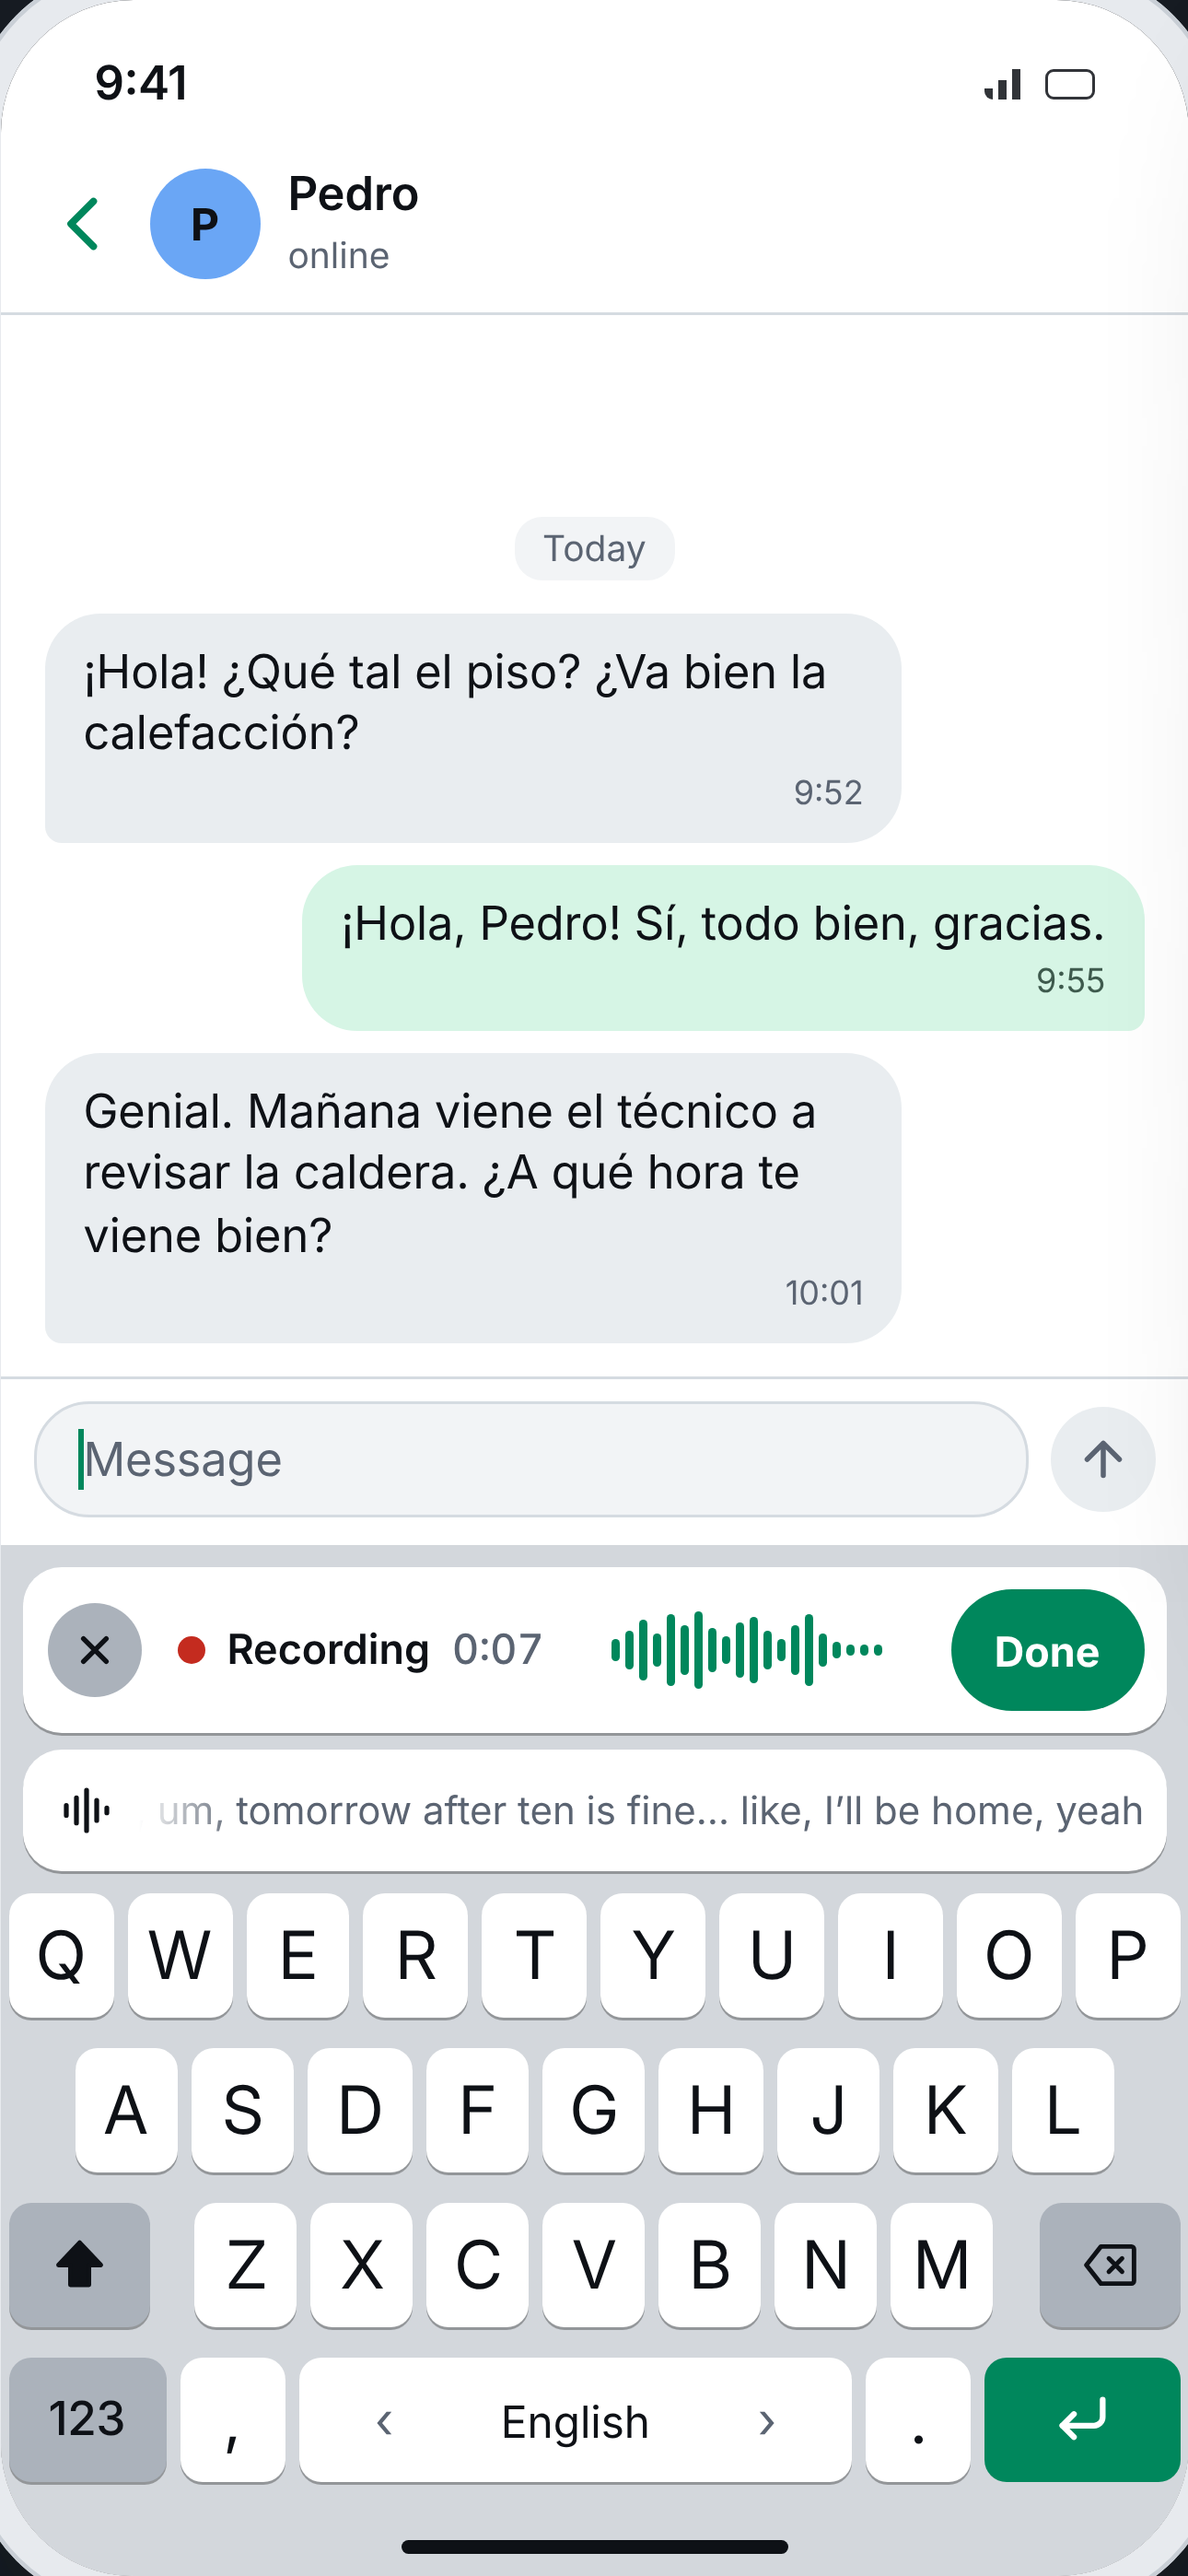 9:41
P
Pedro
online
Today
¡Hola! ¿Qué tal el piso? ¿Va bien la
calefacción?
9:52
¡Hola, Pedro! Sí, todo bien, gracias.
9:55
Genial. Mañana viene el técnico a
revisar la caldera. ¿A qué hora te
viene bien?
10:01
Message
Recording 0:07
Done
um, tomorrow after ten is fine... like, I’ll be home, yeah
Q W E R T Y U I O P
A S D F G H J K L
Z X C V B N M
123 , ‹ English › .